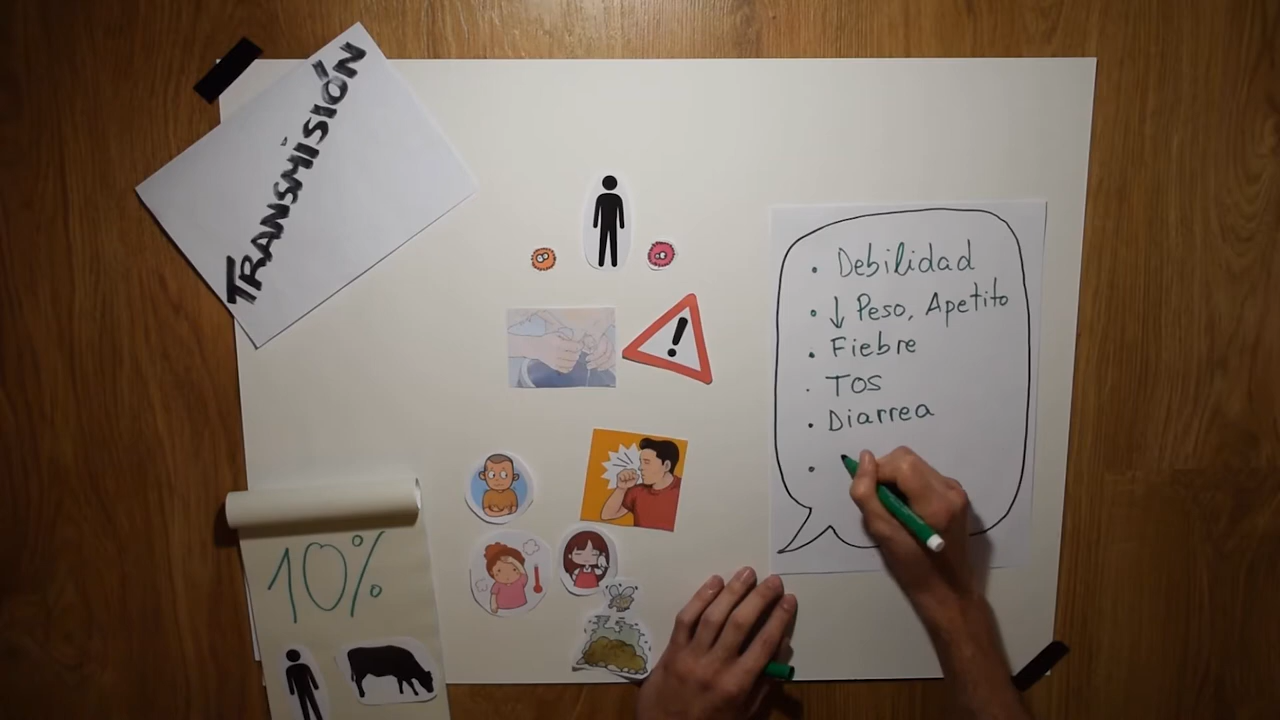 TRANSMISIÓN
• Debilidad
• ↓ Peso, Apetito
• Fiebre
• TOS
• Diarrea
•
10%